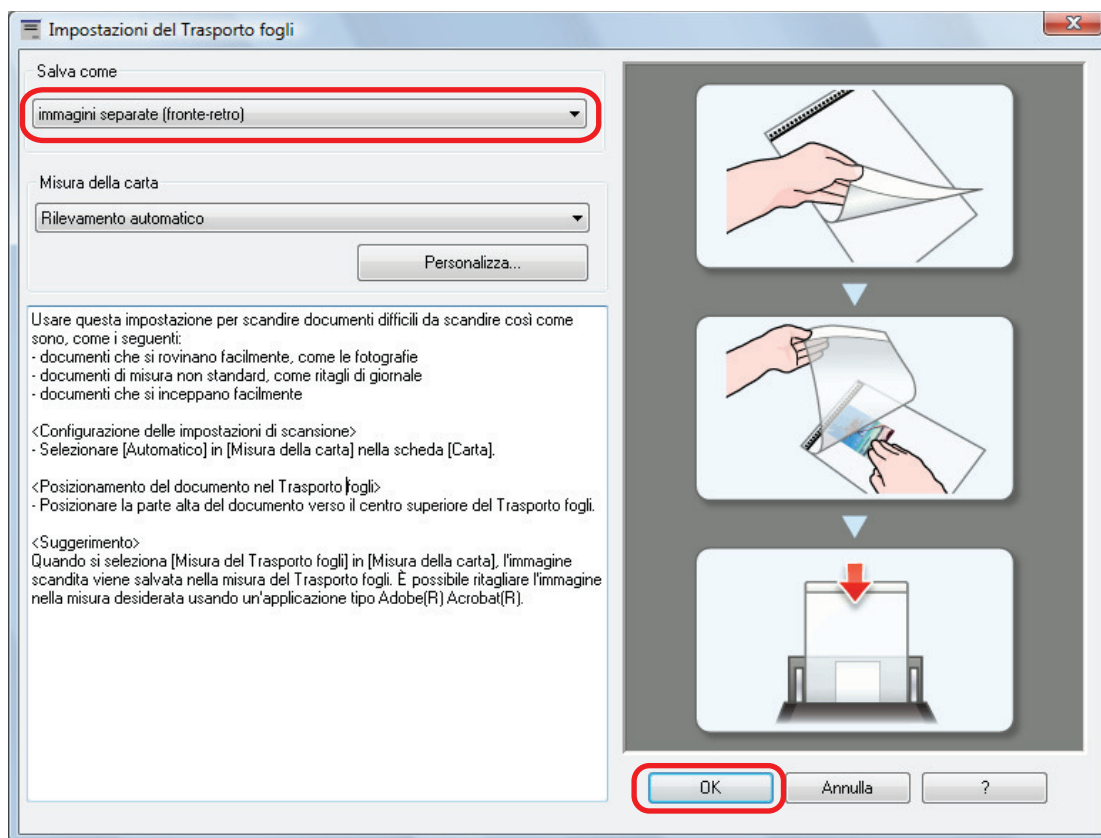 Impostazioni del Trasporto fogli
X
Salva come
immagini separate (fronte-retro)
Misura della carta
Rilevamento automatico
Personalizza...
Usare questa impostazione per scandire documenti difficili da scandire così come
sono, come i seguenti:
- documenti che si rovinano facilmente, come le fotografie
- documenti di misura non standard, come ritagli di giornale
- documenti che si inceppano facilmente
<Configurazione delle impostazioni di scansione>
- Selezionare [Automatico] in [Misura della carta] nella scheda [Carta].
<Posizionamento del documento nel Trasporto fogli>
- Posizionare la parte alta del documento verso il centro superiore del Trasporto fogli.
<Suggerimento>
Quando si seleziona [Misura del Trasporto fogli] in [Misura della carta], l'immagine
scandita viene salvata nella misura del Trasporto fogli. È possibile ritagliare l'immagine
nella misura desiderata usando un'applicazione tipo Adobe(R) Acrobat(R).
OK
Annulla
?